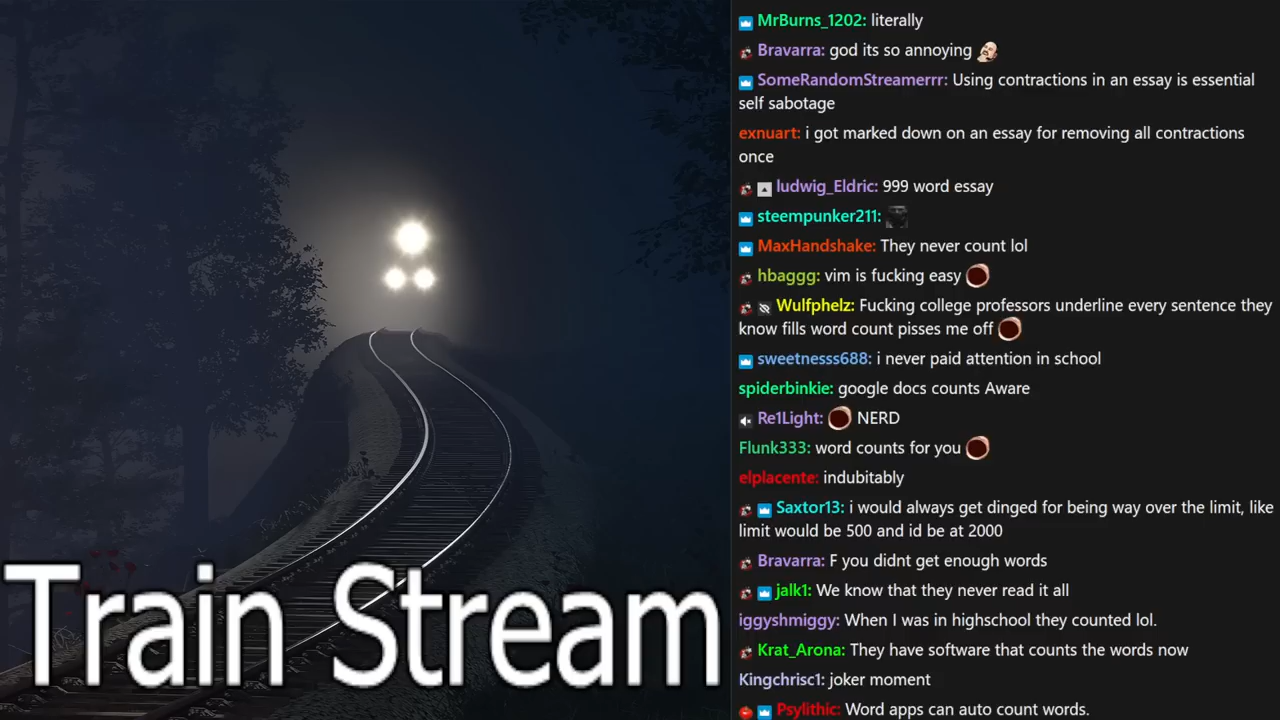 MrBurns_1202: literally
Bravarra: god its so annoying
SomeRandomStreamerrr: Using contractions in an essay is essential
self sabotage
exnuart: i got marked down on an essay for removing all contractions
once
ludwig_Eldric: 999 word essay
steempunker211:
MaxHandshake: They never count lol
hbaggg: vim is fucking easy
Wulfphelz: Fucking college professors underline every sentence they
know fills word count pisses me off
sweetnesss688: i never paid attention in school
spiderbinkie: google docs counts Aware
Re1Light: NERD
Flunk333: word counts for you
elplacente: indubitably
Saxtor13: i would always get dinged for being way over the limit, like
limit would be 500 and id be at 2000
Bravarra: F you didnt get enough words
jalk1: We know that they never read it all
iggyshmiggy: When I was in highschool they counted lol.
Krat_Arona: They have software that counts the words now
Kingchrisc1: joker moment
Psylithic: Word apps can auto count words.
Train Stream